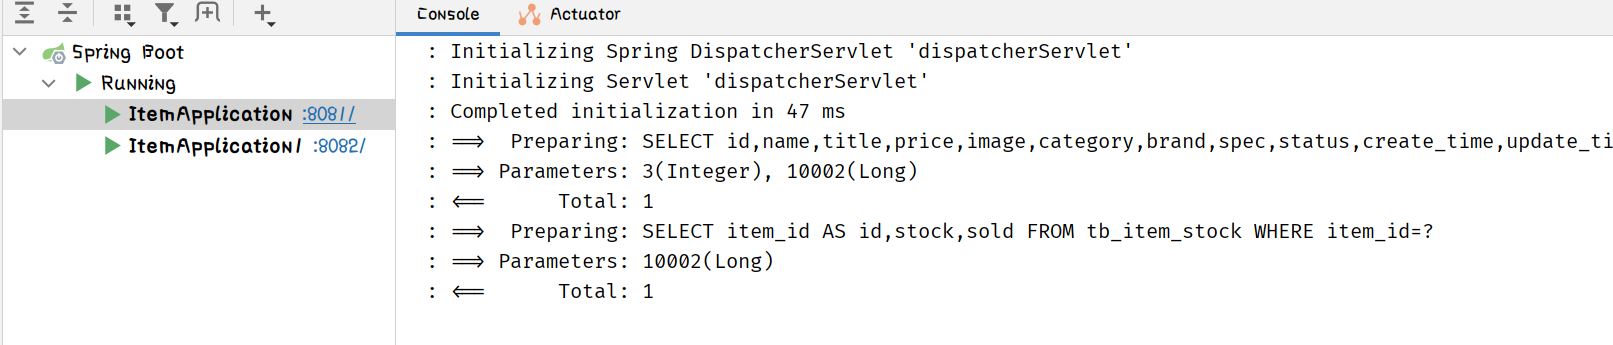 Console Actuator
Spring Boot
Running
ItemApplication :8081/
ItemApplication1 :8082/
: Initializing Spring DispatcherServlet 'dispatcherServlet'
: Initializing Servlet 'dispatcherServlet'
: Completed initialization in 47 ms
: ==> Preparing: SELECT id,name,title,price,image,category,brand,spec,status,create_time,update_ti
: ==> Parameters: 3(Integer), 10002(Long)
: <== Total: 1
: ==> Preparing: SELECT item_id AS id,stock,sold FROM tb_item_stock WHERE item_id=?
: ==> Parameters: 10002(Long)
: <== Total: 1